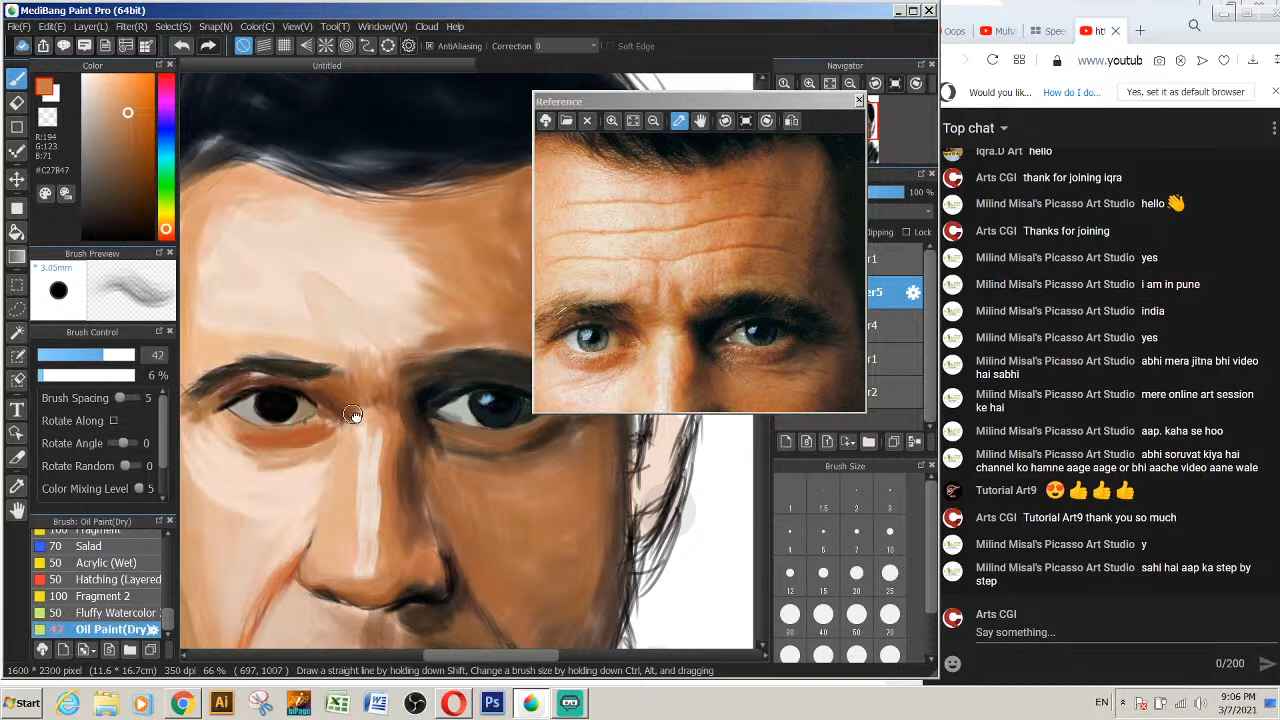 MediBang Paint Pro (64bit)
File(F) Edit(E) Layer(L) Filter(R) Select(S) Snap(N) Color(C) View(V) Tool(T) Window(W) Cloud Help
AntiAliasing Correction 0 Soft Edge
Color
R:194
G:123
B:71
#C27B47
Brush Preview
* 3.05mm
Brush Control
42
6 %
Brush Spacing 5
Rotate Along
Rotate Angle 0
Rotate Random 0
Color Mixing Level 5
Brush: Oil Paint(Dry)
100 Fragment
70 Salad
50 Acrylic (Wet)
50 Hatching (Layered
100 Fragment 2
50 Fluffy Watercolor
42 Oil Paint(Dry)
Untitled
Reference
Navigator
100 %
Clipping Lock
er1
er5
er4
er1
er2
Brush Size
1 1.5 2 3
4 5 7 10
12 15 20 25
30 40 50 70
1600 * 2300 pixel (11.6 * 16.7cm) 350 dpi 66 % ( 697, 1007 ) Draw a straight line by holding down Shift, Change a brush size by holding down Ctrl, Alt, and dragging
Oops Muha Spee ht
www.youtub
Would you like. How do I do... Yes, set it as default browser
Top chat
Iqra.D Art hello
Arts CGI thank for joining iqra
Milind Misal's Picasso Art Studio hello👋
Arts CGI Thanks for joining
Milind Misal's Picasso Art Studio yes
Milind Misal's Picasso Art Studio i am in pune
Milind Misal's Picasso Art Studio india
Milind Misal's Picasso Art Studio yes
Milind Misal's Picasso Art Studio abhi mera jitna bhi video
hai sabhi
Milind Misal's Picasso Art Studio mere online art session
ke hai
Milind Misal's Picasso Art Studio aap. kaha se hoo
Milind Misal's Picasso Art Studio abhi soruvat kiya hai
channel ko hamne aage aage or bhi aache video aane wale
Tutorial Art9 😍👍👍👍
Arts CGI Tutorial Art9 thank you so much
Milind Misal's Picasso Art Studio y
Milind Misal's Picasso Art Studio sahi hai aap ka step by
step
Arts CGI
Say something...
0/200
Start
EN
9:06 PM
3/7/2021